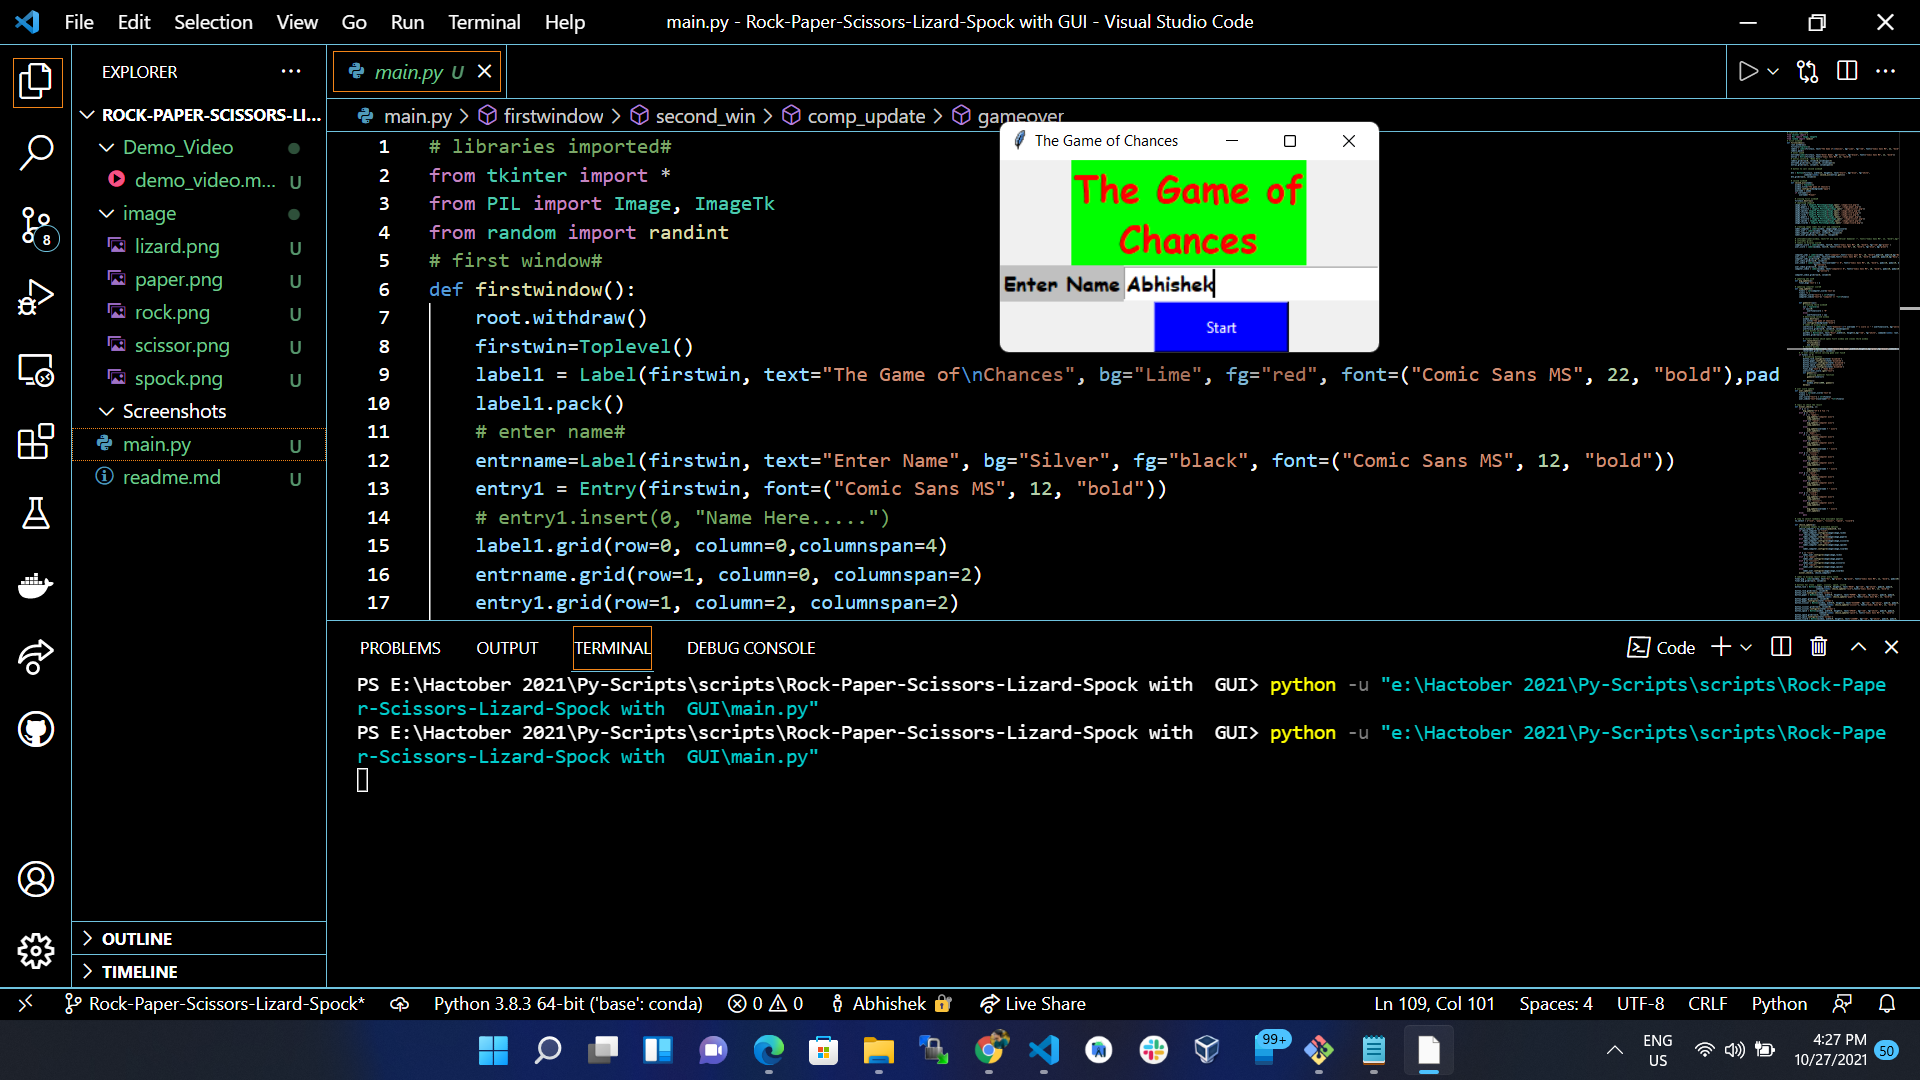 File Edit Selection View Go Run Terminal Help
main.py - Rock-Paper-Scissors-Lizard-Spock with GUI - Visual Studio Code
EXPLORER
main.py U
ROCK-PAPER-SCISSORS-LI...
Demo_Video
demo_video.m... U
image
lizard.png U
paper.png U
rock.png U
scissor.png U
spock.png U
Screenshots
main.py U
readme.md U
OUTLINE
TIMELINE
8
main.py > firstwindow > second_win > comp_update > gameover
1 # libraries imported#
2 from tkinter import *
3 from PIL import Image, ImageTk
4 from random import randint
5 # first window#
6 def firstwindow():
7 root.withdraw()
8 firstwin=Toplevel()
9 label1 = Label(firstwin, text="The Game of\nChances", bg="Lime", fg="red", font=("Comic Sans MS", 22, "bold"),pad
10 label1.pack()
11 # enter name#
12 entrname=Label(firstwin, text="Enter Name", bg="Silver", fg="black", font=("Comic Sans MS", 12, "bold"))
13 entry1 = Entry(firstwin, font=("Comic Sans MS", 12, "bold"))
14 # entry1.insert(0, "Name Here.....")
15 label1.grid(row=0, column=0,columnspan=4)
16 entrname.grid(row=1, column=0, columnspan=2)
17 entry1.grid(row=1, column=2, columnspan=2)
The Game of Chances
The Game of
Chances
Enter Name Abhishek
Start
PROBLEMS OUTPUT TERMINAL DEBUG CONSOLE
Code
PS E:\Hactober 2021\Py-Scripts\scripts\Rock-Paper-Scissors-Lizard-Spock with  GUI> python -u "e:\Hactober 2021\Py-Scripts\scripts\Rock-Pape
r-Scissors-Lizard-Spock with  GUI\main.py"
PS E:\Hactober 2021\Py-Scripts\scripts\Rock-Paper-Scissors-Lizard-Spock with  GUI> python -u "e:\Hactober 2021\Py-Scripts\scripts\Rock-Pape
r-Scissors-Lizard-Spock with  GUI\main.py"
Rock-Paper-Scissors-Lizard-Spock* Python 3.8.3 64-bit ('base': conda) 0 0 Abhishek Live Share
Ln 109, Col 101 Spaces: 4 UTF-8 CRLF Python
99+
ENG
US
4:27 PM
10/27/2021
50